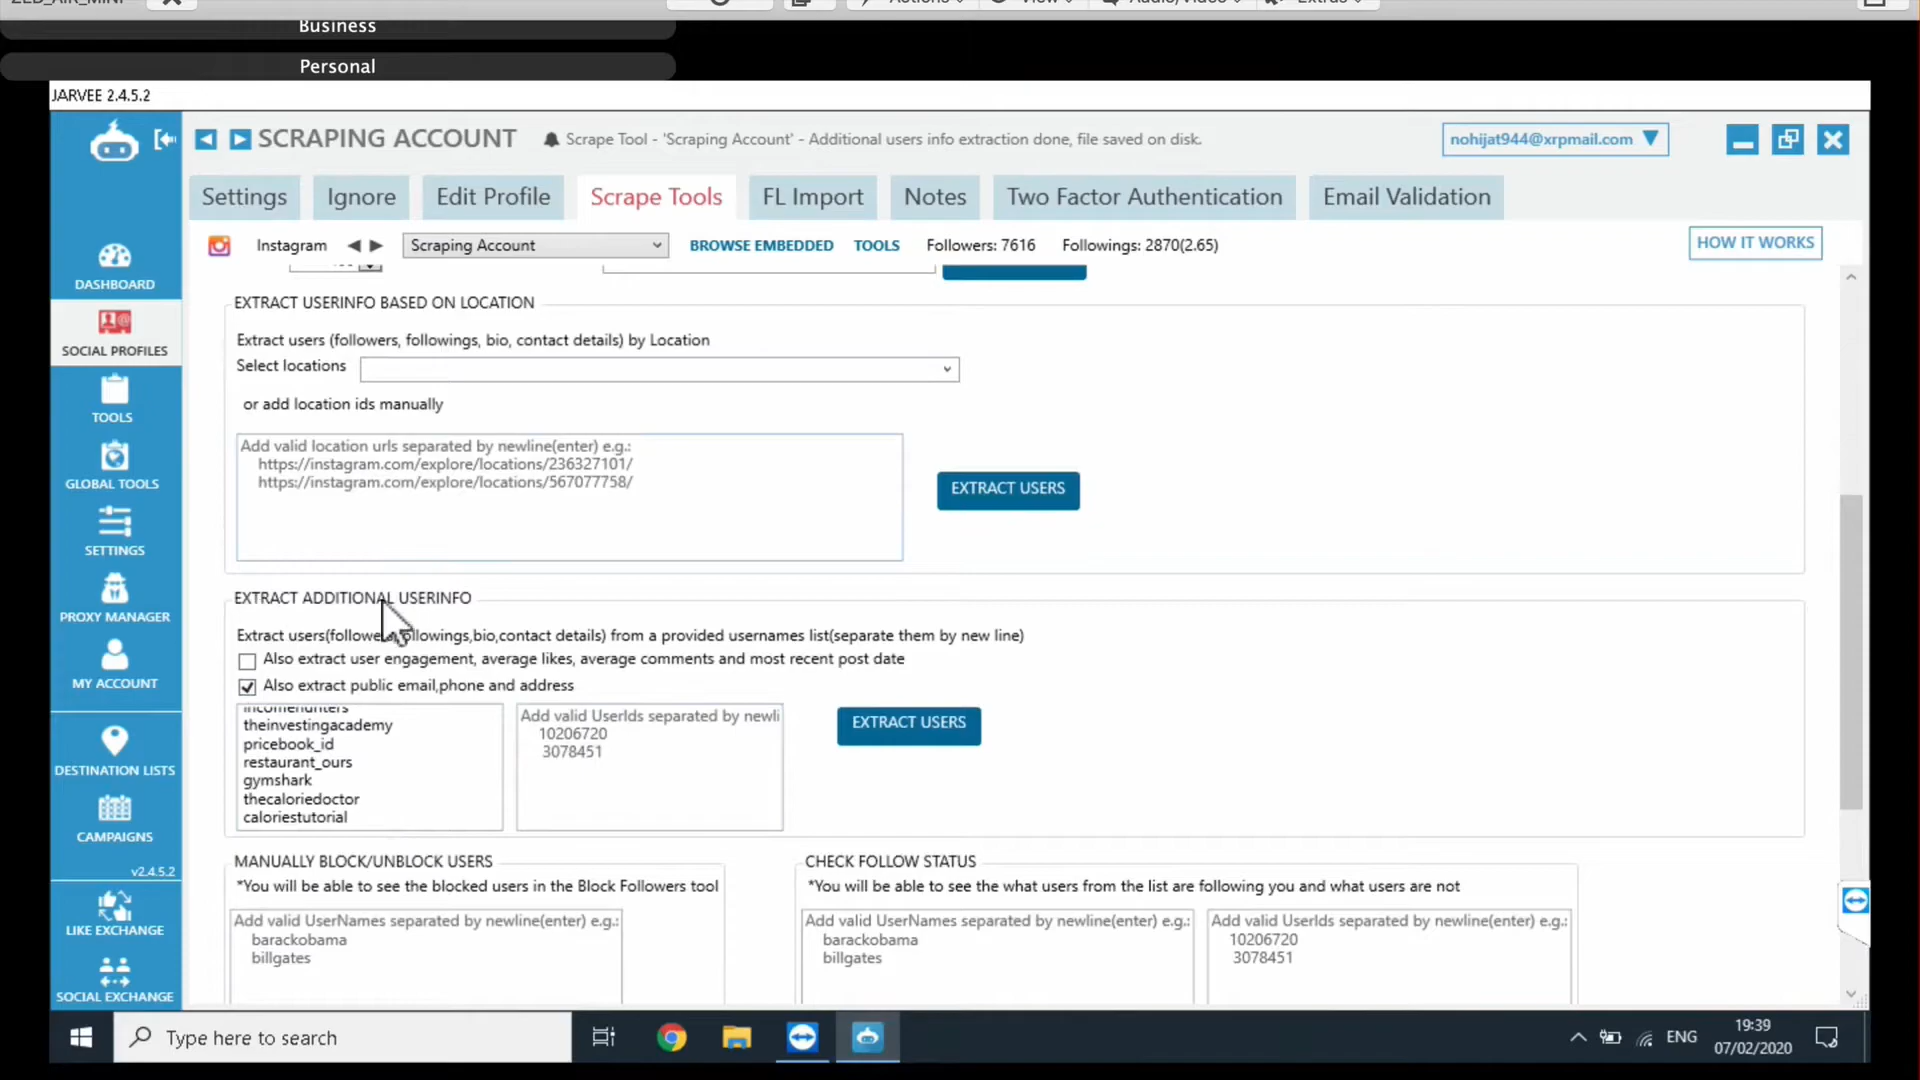 ZED_AIR_MINI
Actions
View
Audio/Video
Extras
Business
Personal
JARVEE 2.4.5.2
SCRAPING ACCOUNT
Scrape Tool - 'Scraping Account' - Additional users info extraction done, file saved on disk.
nohijat944@xrpmail.com
Settings
Ignore
Edit Profile
Scrape Tools
FL Import
Notes
Two Factor Authentication
Email Validation
Instagram
Scraping Account
BROWSE EMBEDDED
TOOLS
Followers: 7616
Followings: 2870(2.65)
HOW IT WORKS
DASHBOARD
SOCIAL PROFILES
TOOLS
GLOBAL TOOLS
SETTINGS
PROXY MANAGER
MY ACCOUNT
DESTINATION LISTS
CAMPAIGNS
v2.4.5.2
LIKE EXCHANGE
SOCIAL EXCHANGE
EXTRACT USERINFO BASED ON LOCATION
Extract users (followers, followings, bio, contact details) by Location
Select locations
or add location ids manually
Add valid location urls separated by newline(enter) e.g.:
https://instagram.com/explore/locations/236327101/
https://instagram.com/explore/locations/567077758/
EXTRACT USERS
EXTRACT ADDITIONAL USERINFO
Extract users(followers,followings,bio,contact details) from a provided usernames list(separate them by new line)
Also extract user engagement, average likes, average comments and most recent post date
Also extract public email,phone and address
incomehunters
theinvestingacademy
pricebook_id
restaurant_ours
gymshark
thecaloriedoctor
caloriestutorial
Add valid UserIds separated by newli
10206720
3078451
EXTRACT USERS
MANUALLY BLOCK/UNBLOCK USERS
*You will be able to see the blocked users in the Block Followers tool
Add valid UserNames separated by newline(enter) e.g.:
barackobama
billgates
CHECK FOLLOW STATUS
*You will be able to see the what users from the list are following you and what users are not
Add valid UserNames separated by newline(enter) e.g.:
barackobama
billgates
Add valid UserIds separated by newline(enter) e.g.:
10206720
3078451
Type here to search
ENG
19:39
07/02/2020